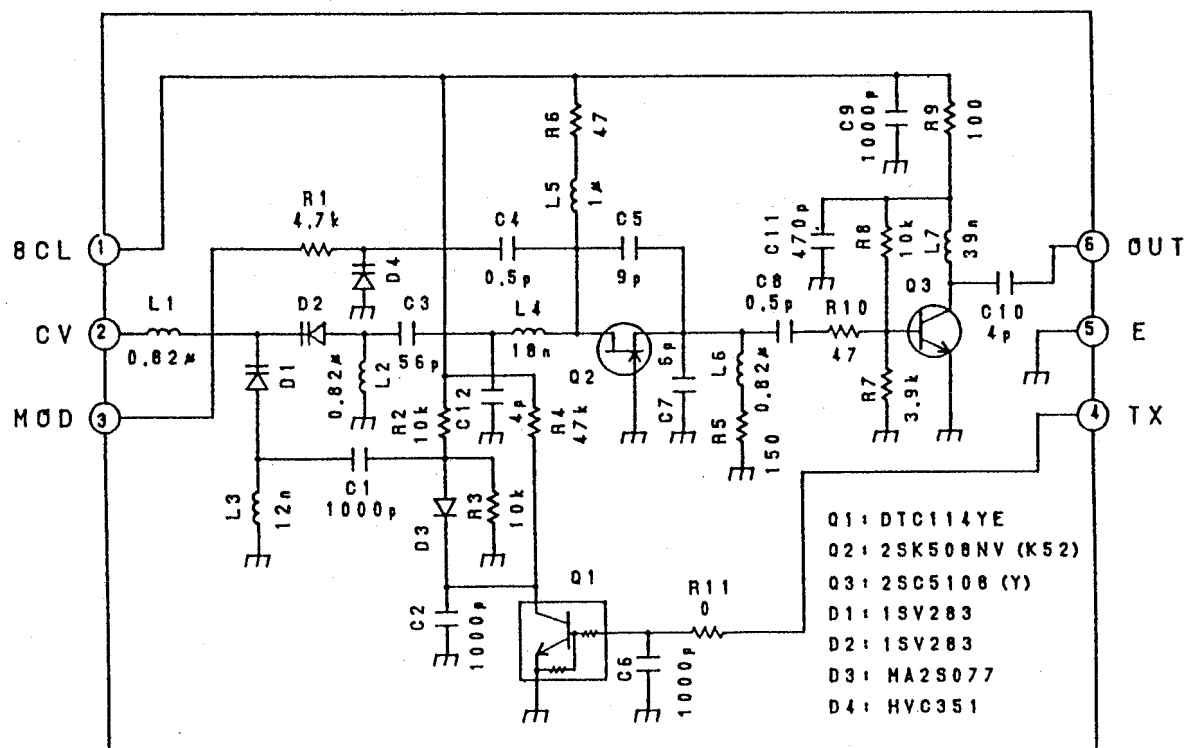 8CL
1
CV
2
MOD
3
OUT
6
E
5
TX
4
R1
4.7k
L1
0.82µ
D1
D2
D4
L2
0.82µ
L3
12n
C1
1000p
C2
1000p
C3
56p
C4
0.5p
C5
9p
R6
47
L5
1µ
L4
18n
C12
4p
R2
10k
R4
47k
R3
10k
D3
Q2
C7
6p
L6
0.82µ
R5
150
C8
0.5p
R10
47
C11
470p
R8
10k
R7
3.9k
C9
1000p
R9
100
L7
39n
Q3
C10
4p
Q1
C6
1000p
R11
0
Q1: DTC114YE
Q2: 2SK508NV (K52)
Q3: 2SC5108 (Y)
D1: 1SV283
D2: 1SV283
D3: MA2S077
D4: HVC351